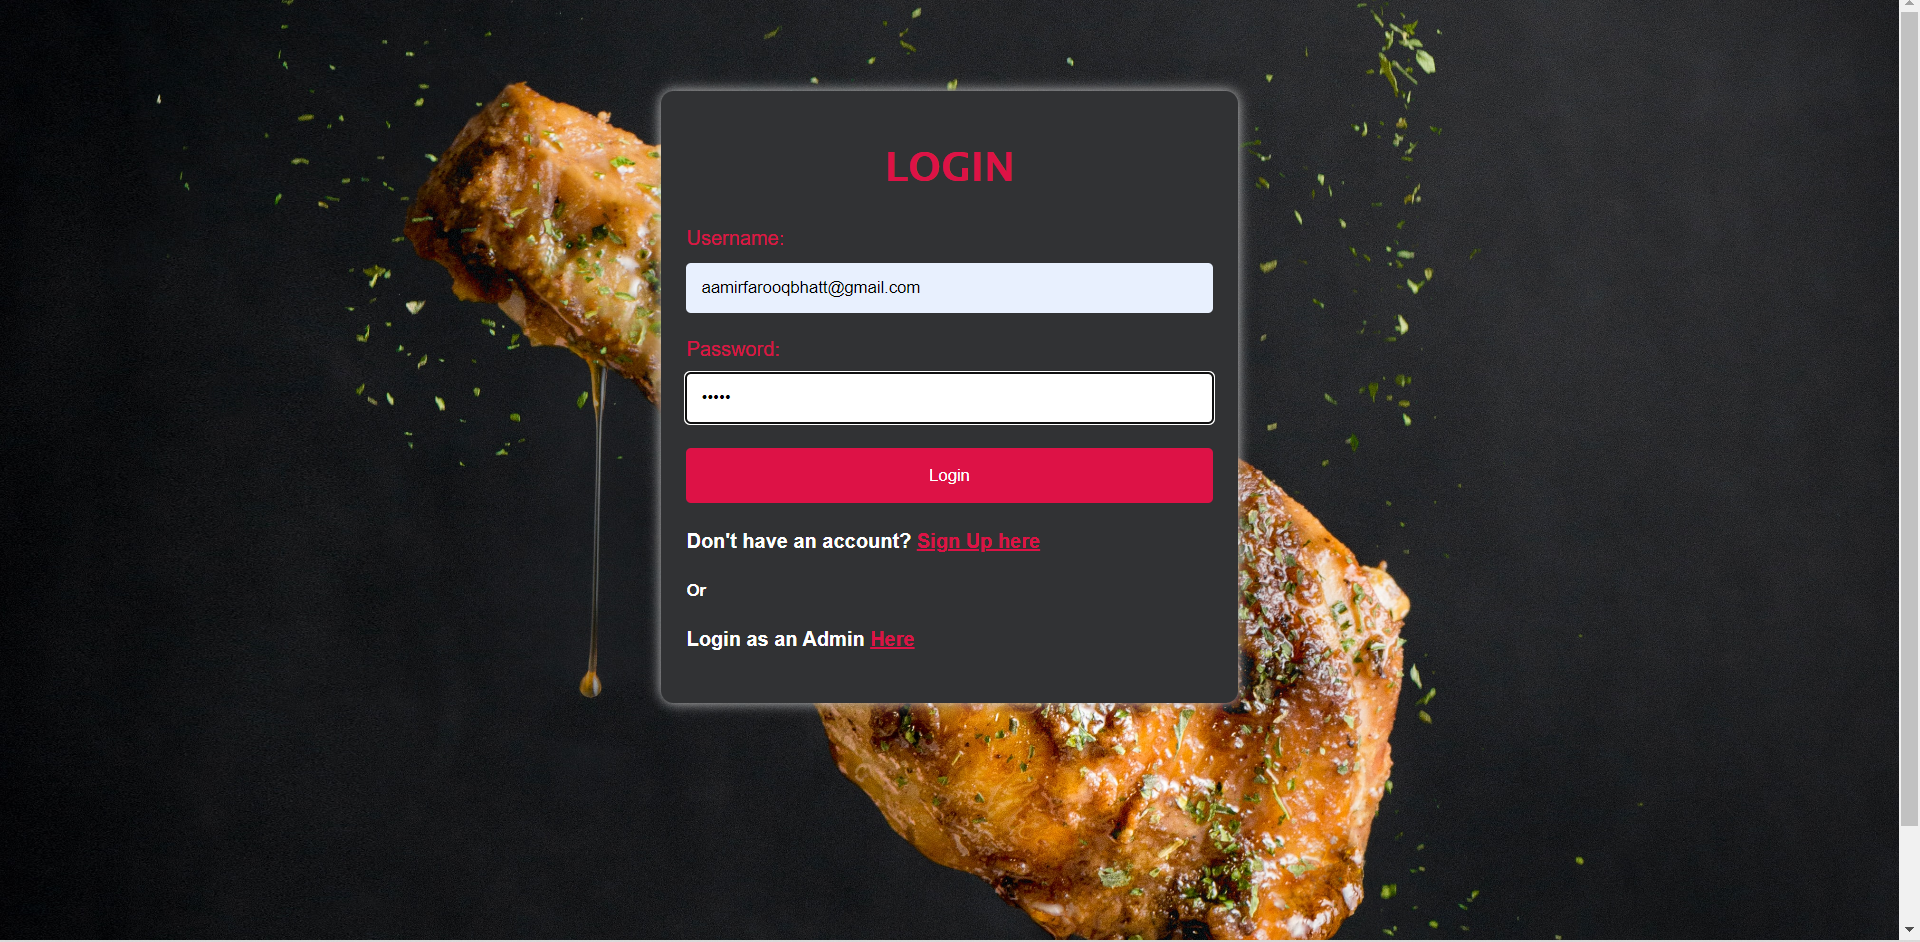 LOGIN
Username:
aamirfarooqbhatt@gmail.com
Password:
•••••
Login
Don't have an account? Sign Up here
Or
Login as an Admin Here